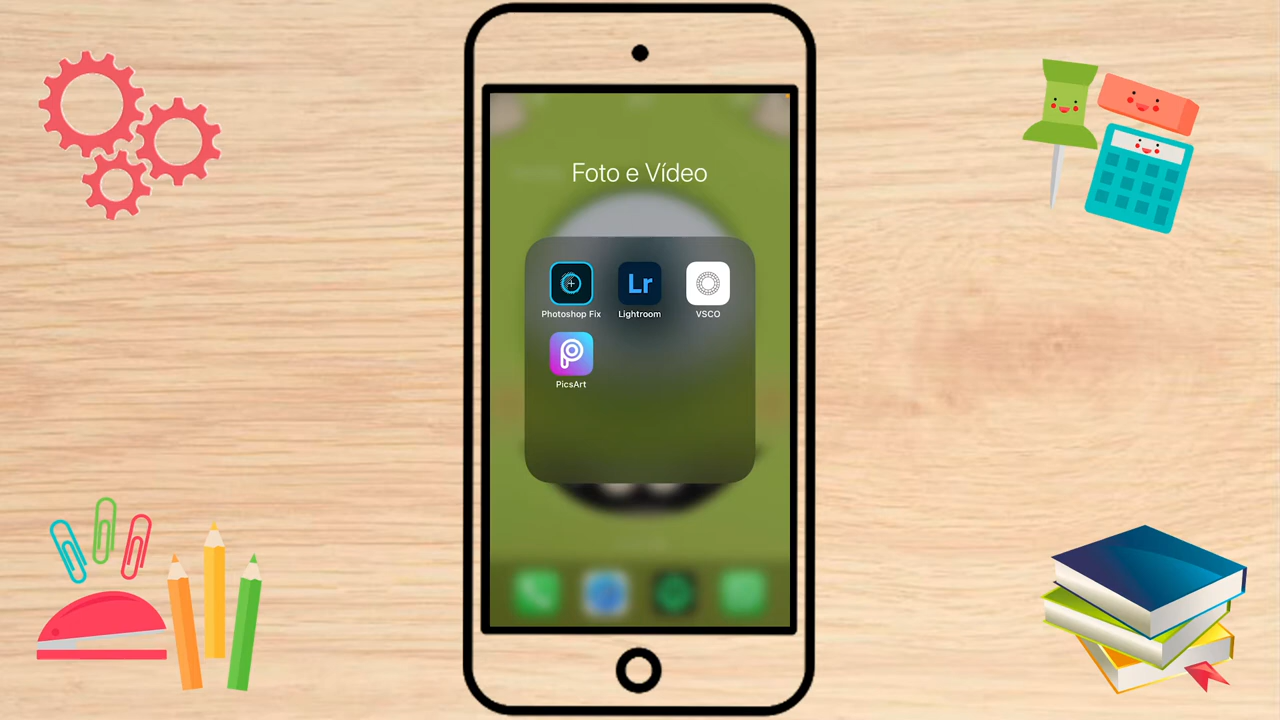 Foto e Vídeo
Lr
Photoshop Fix
Lightroom
VSCO
PicsArt